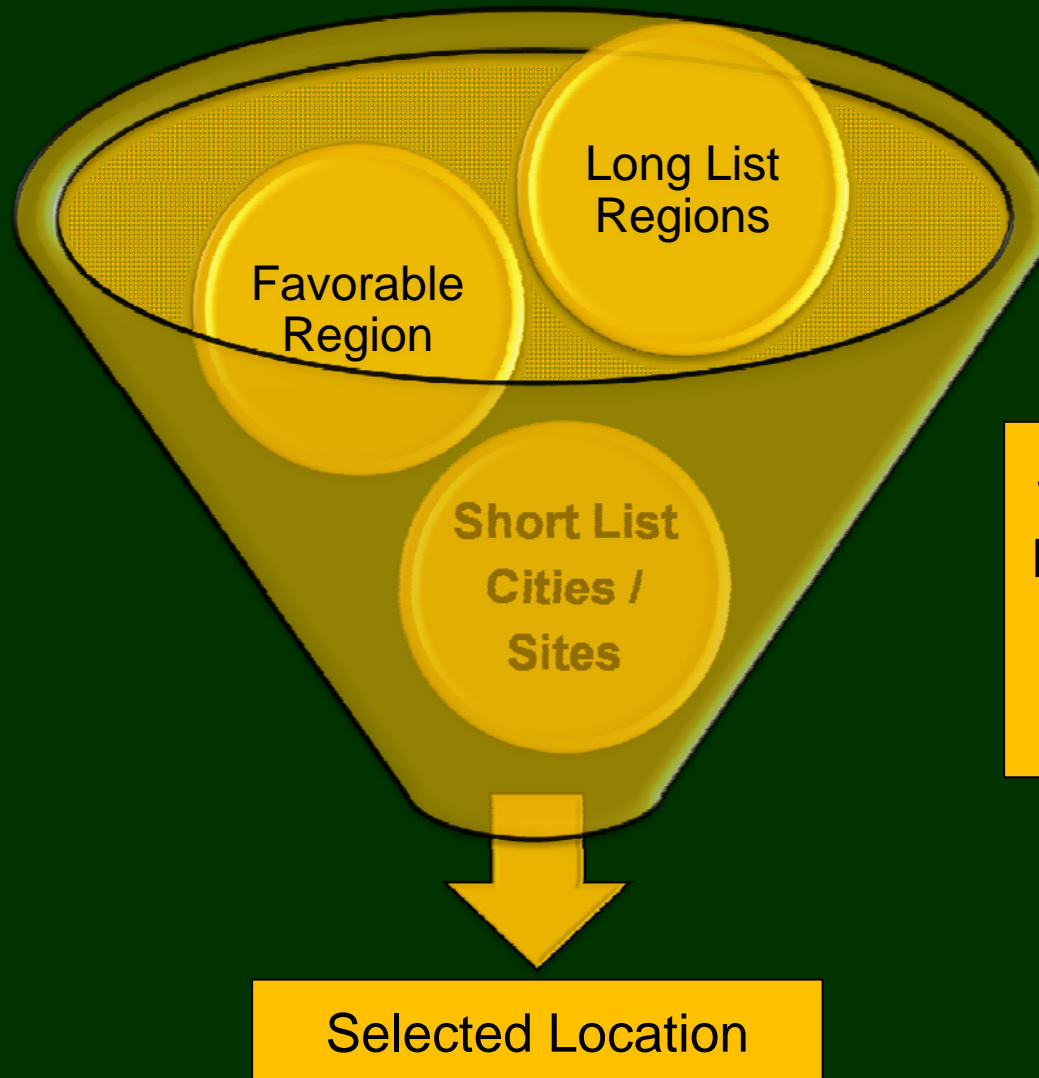 Long List
Regions
Favorable
Region
Short List
Cities /
Sites
Selected Location